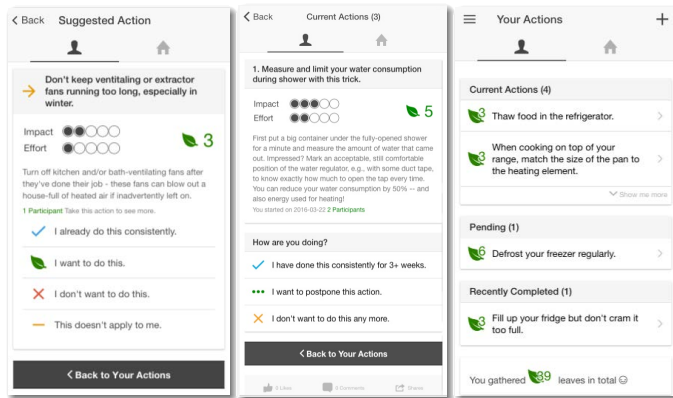 Back
Suggested Action
Don't keep ventitaling or extractor
fans running too long, especially in
winter.
Impact
Effort
3
Turn off kitchen and/or bath-ventilating fans after
they've done their job - these fans can blow out a
house-full of heated air if inadvertently left on.
1 Participant Take this action to see more.
I already do this consistently.
I want to do this.
I don't want to do this.
This doesn't apply to me.
Back to Your Actions
Back
Current Actions (3)
1. Measure and limit your water consumption
during shower with this trick.
Impact
Effort
5
First put a big container under the fully-opened shower
for a minute and measure the amount of water that came
out. Impressed? Mark an acceptable, still comfortable
position of the water regulator, e.g., with some duct tape,
to know exactly how much to open the tap every time.
You can reduce your water consumption by 50% -- and
also energy used for heating!
You started on 2016-03-22 2 Participants
How are you doing?
I have done this consistently for 3+ weeks.
I want to postpone this action.
I don't want to do this any more.
Back to Your Actions
3 Likes
0 Comments
Shares
Your Actions
Current Actions (4)
3
Thaw food in the refrigerator.
3
When cooking on top of your
range, match the size of the pan to
the heating element.
Show me more
Pending (1)
6
Defrost your freezer regularly.
Recently Completed (1)
3
Fill up your fridge but don't cram it
too full.
You gathered 39 leaves in total